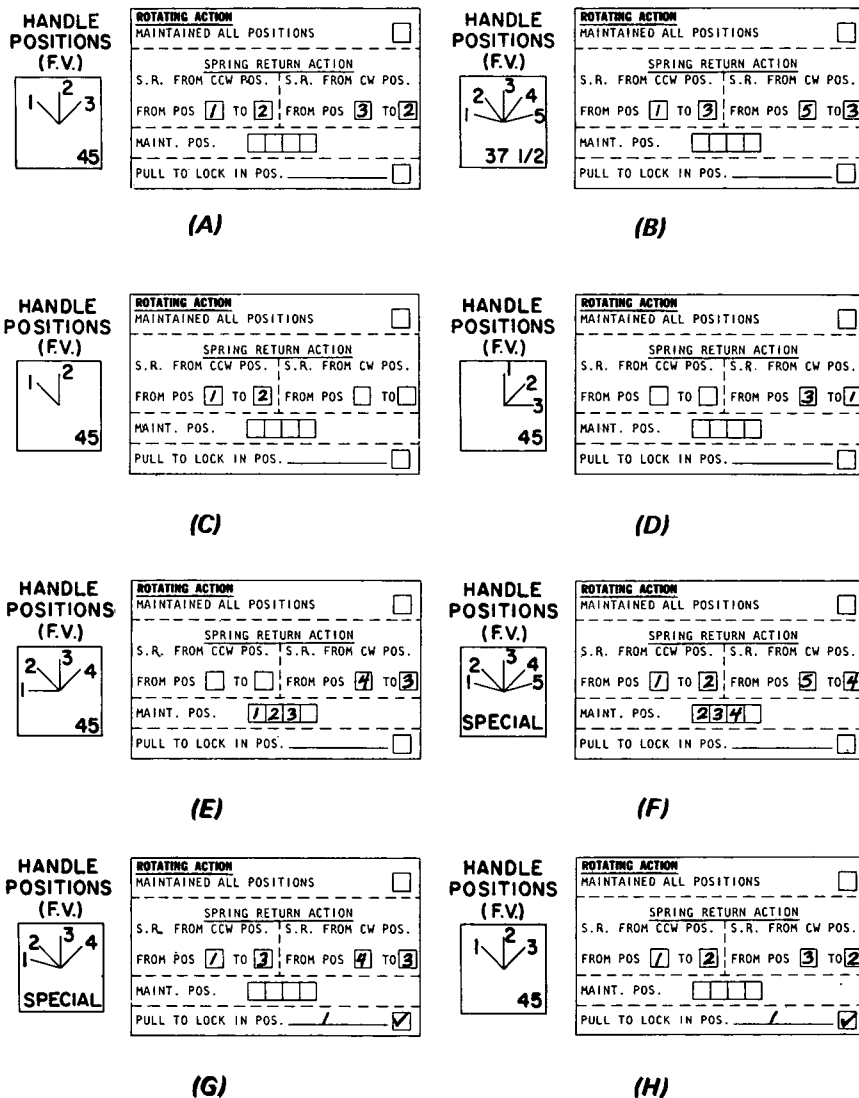 HANDLE
POSITIONS
(F.V.)
1 2 3
45
ROTATING ACTION
MAINTAINED ALL POSITIONS
SPRING RETURN ACTION
S.R. FROM CCW POS. S.R. FROM CW POS.
FROM POS 1 TO 2 FROM POS 3 TO 2
MAINT. POS.
PULL TO LOCK IN POS.
(A)
HANDLE
POSITIONS
(F.V.)
1 2 3 4 5
37 1/2
ROTATING ACTION
MAINTAINED ALL POSITIONS
SPRING RETURN ACTION
S.R. FROM CCW POS. S.R. FROM CW POS.
FROM POS 1 TO 3 FROM POS 5 TO 3
MAINT. POS.
PULL TO LOCK IN POS.
(B)
HANDLE
POSITIONS
(F.V.)
1 2
45
ROTATING ACTION
MAINTAINED ALL POSITIONS
SPRING RETURN ACTION
S.R. FROM CCW POS. S.R. FROM CW POS.
FROM POS 1 TO 2 FROM POS TO
MAINT. POS.
PULL TO LOCK IN POS.
(C)
HANDLE
POSITIONS
(F.V.)
1 2 3
45
ROTATING ACTION
MAINTAINED ALL POSITIONS
SPRING RETURN ACTION
S.R. FROM CCW POS. S.R. FROM CW POS.
FROM POS TO FROM POS 3 TO 1
MAINT. POS.
PULL TO LOCK IN POS.
(D)
HANDLE
POSITIONS
(F.V.)
1 2 3 4
45
ROTATING ACTION
MAINTAINED ALL POSITIONS
SPRING RETURN ACTION
S.R. FROM CCW POS. S.R. FROM CW POS.
FROM POS TO FROM POS 4 TO 3
MAINT. POS. 1 2 3
PULL TO LOCK IN POS.
(E)
HANDLE
POSITIONS
(F.V.)
1 2 3 4 5
SPECIAL
ROTATING ACTION
MAINTAINED ALL POSITIONS
SPRING RETURN ACTION
S.R. FROM CCW POS. S.R. FROM CW POS.
FROM POS 1 TO 2 FROM POS 5 TO 4
MAINT. POS. 2 3 4
PULL TO LOCK IN POS.
(F)
HANDLE
POSITIONS
(F.V.)
1 2 3 4
SPECIAL
ROTATING ACTION
MAINTAINED ALL POSITIONS
SPRING RETURN ACTION
S.R. FROM CCW POS. S.R. FROM CW POS.
FROM POS 1 TO 3 FROM POS 4 TO 3
MAINT. POS.
PULL TO LOCK IN POS. 1 ✓
(G)
HANDLE
POSITIONS
(F.V.)
1 2 3
45
ROTATING ACTION
MAINTAINED ALL POSITIONS
SPRING RETURN ACTION
S.R. FROM CCW POS. S.R. FROM CW POS.
FROM POS 1 TO 2 FROM POS 3 TO 2
MAINT. POS.
PULL TO LOCK IN POS. 1 ✓
(H)